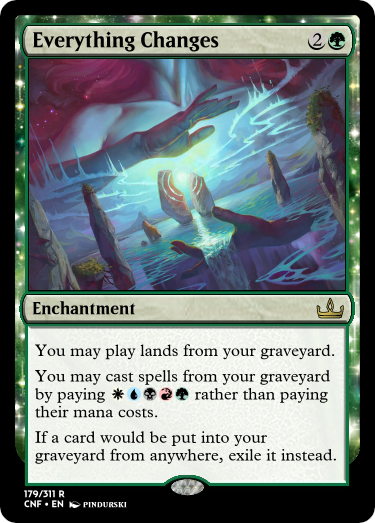 Everything Changes 2
Enchantment
You may play lands from your graveyard.
You may cast spells from your graveyard
by paying rather than paying
their mana costs.
If a card would be put into your
graveyard from anywhere, exile it instead.
179/311 R
CNF • EN PINDURSKI